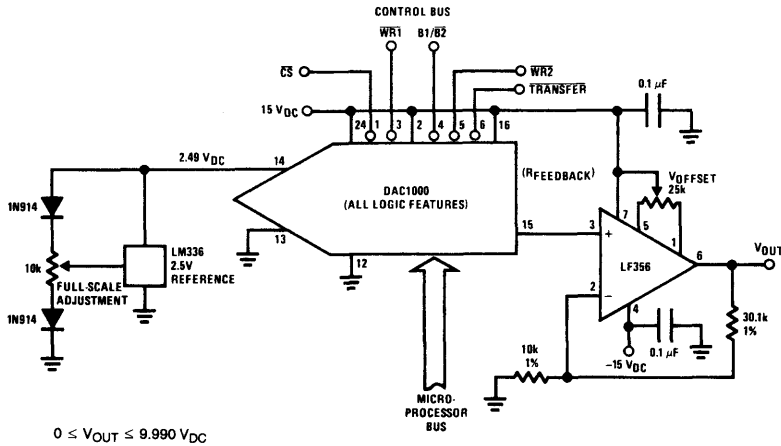 CONTROL BUS
WR1 B1/B2
CS
WR2
TRANSFER
0.1 μF
15 VDC
24 1 3 2 4 5 6 16
2.49 VDC
14
DAC1000
(ALL LOGIC FEATURES)
(RFEEDBACK)
VOFFSET
25k
1N914
10k
FULL-SCALE
ADJUSTMENT
LM336
2.5V
REFERENCE
1N914
13
12
15
3
+
7
5
1
6
LF356
VOUT
2
−
4
30.1k
1%
10k
1%
0.1 μF
−15 VDC
MICRO-
PROCESSOR
BUS
0 ≤ VOUT ≤ 9.990 VDC